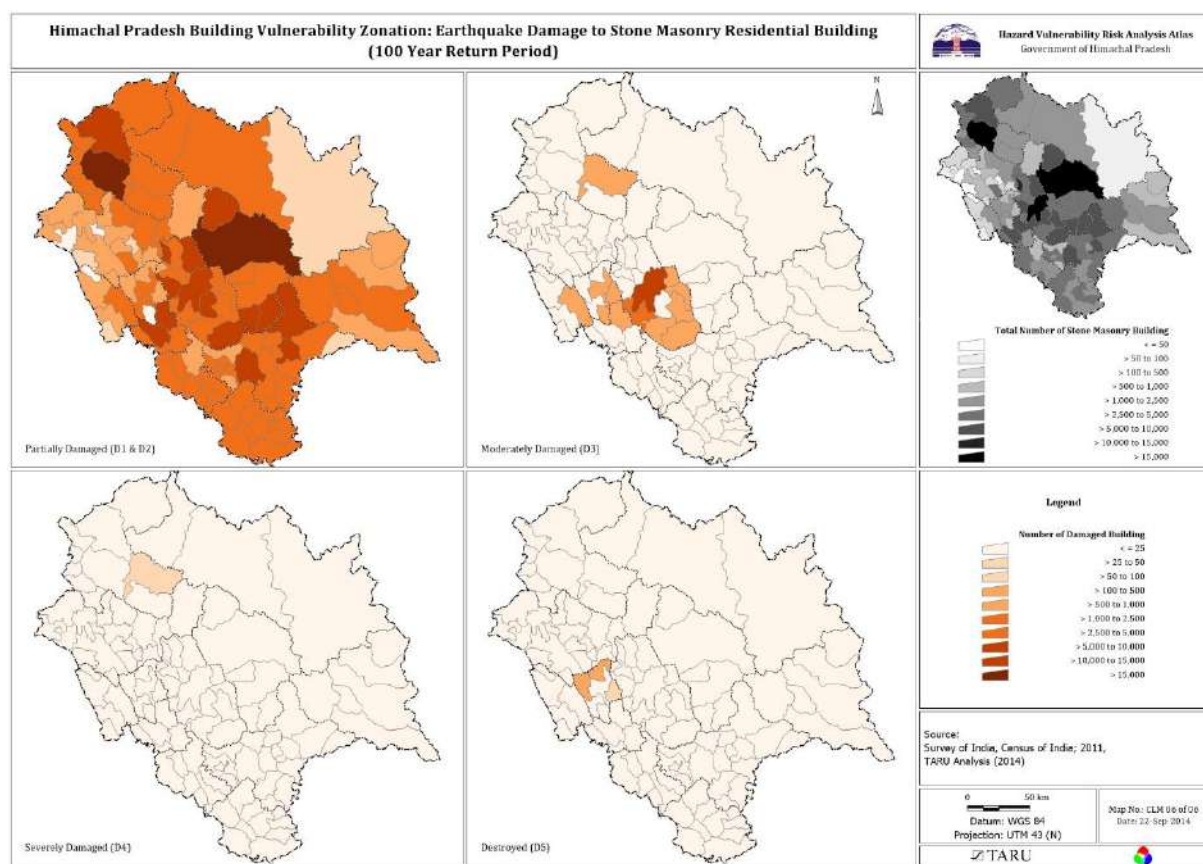 Himachal Pradesh Building Vulnerability Zonation: Earthquake Damage to Stone Masonry Residential Building
(100 Year Return Period)
Hazard Vulnerability Risk Analysis Atlas
Government of Himachal Pradesh
N
Partially Damaged (D1 & D2)
Moderately Damaged (D3)
Total Number of Stone Masonry Building
< = 50
> 50 to 100
> 100 to 500
> 500 to 1,000
> 1,000 to 2,500
> 2,500 to 5,000
> 5,000 to 10,000
> 10,000 to 15,000
> 15,000
Severely Damaged (D4)
Destroyed (D5)
Legend
Number of Damaged Building
< = 25
> 25 to 50
> 50 to 100
> 100 to 500
> 500 to 1,000
> 1,000 to 2,500
> 2,500 to 5,000
> 5,000 to 10,000
> 10,000 to 15,000
> 15,000
Source:
Survey of India, Census of India; 2011,
TARU Analysis (2014)
0 50 km
Datum: WGS 84
Projection: UTM 43 (N)
Map No.: CLM 06 of 06
Date: 22-Sep-2014
TARU